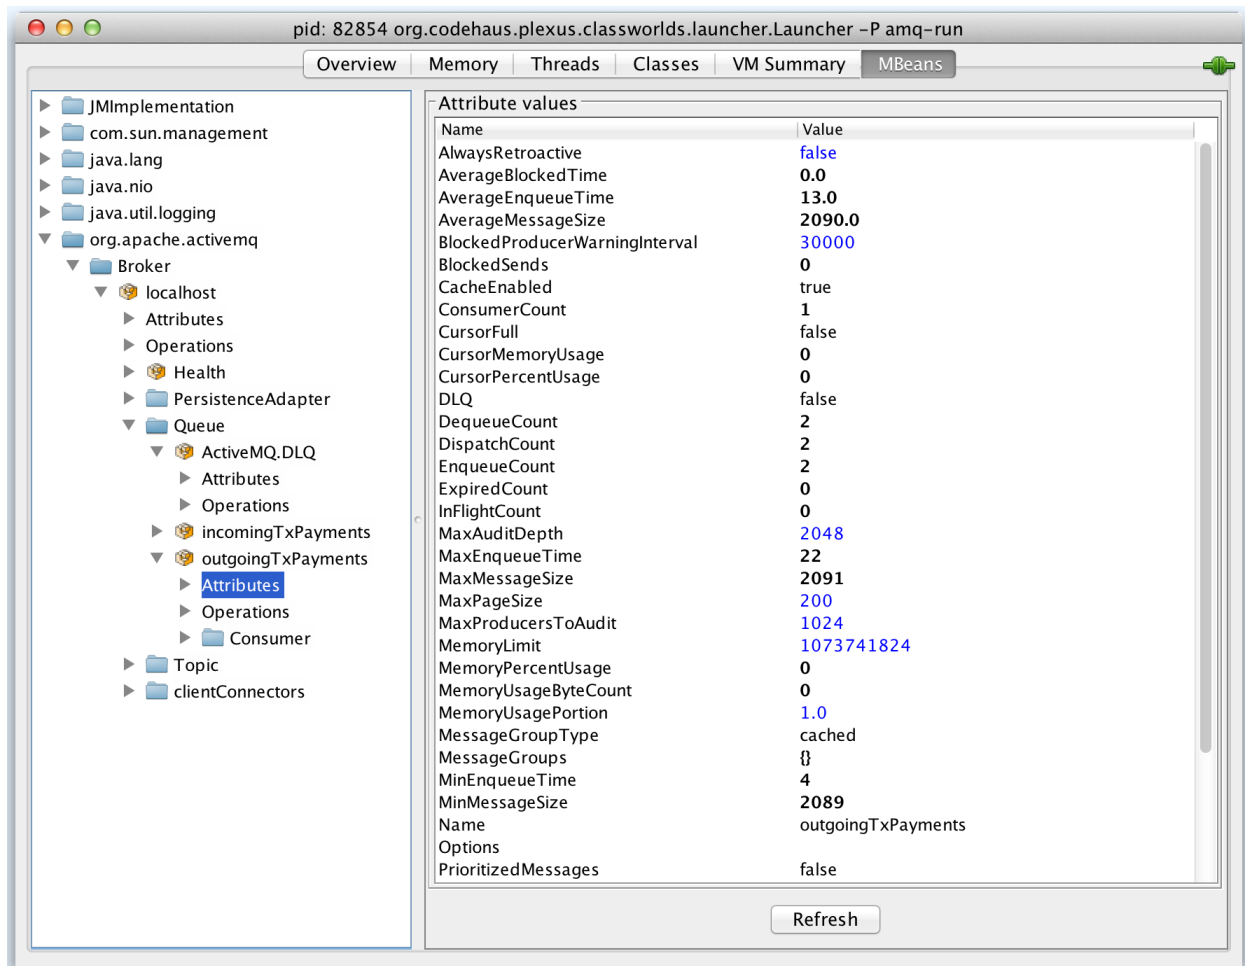 pid: 82854 org.codehaus.plexus.classworlds.launcher.Launcher -P amq-run
Overview Memory Threads Classes VM Summary MBeans
JMImplementation
com.sun.management
java.lang
java.nio
java.util.logging
org.apache.activemq
Broker
localhost
Attributes
Operations
Health
PersistenceAdapter
Queue
ActiveMQ.DLQ
Attributes
Operations
incomingTxPayments
outgoingTxPayments
Attributes
Operations
Consumer
Topic
clientConnectors
Attribute values
Name Value
AlwaysRetroactive false
AverageBlockedTime 0.0
AverageEnqueueTime 13.0
AverageMessageSize 2090.0
BlockedProducerWarningInterval 30000
BlockedSends 0
CacheEnabled true
ConsumerCount 1
CursorFull false
CursorMemoryUsage 0
CursorPercentUsage 0
DLQ false
DequeueCount 2
DispatchCount 2
EnqueueCount 2
ExpiredCount 0
InFlightCount 0
MaxAuditDepth 2048
MaxEnqueueTime 22
MaxMessageSize 2091
MaxPageSize 200
MaxProducersToAudit 1024
MemoryLimit 1073741824
MemoryPercentUsage 0
MemoryUsageByteCount 0
MemoryUsagePortion 1.0
MessageGroupType cached
MessageGroups {}
MinEnqueueTime 4
MinMessageSize 2089
Name outgoingTxPayments
Options
PrioritizedMessages false
Refresh